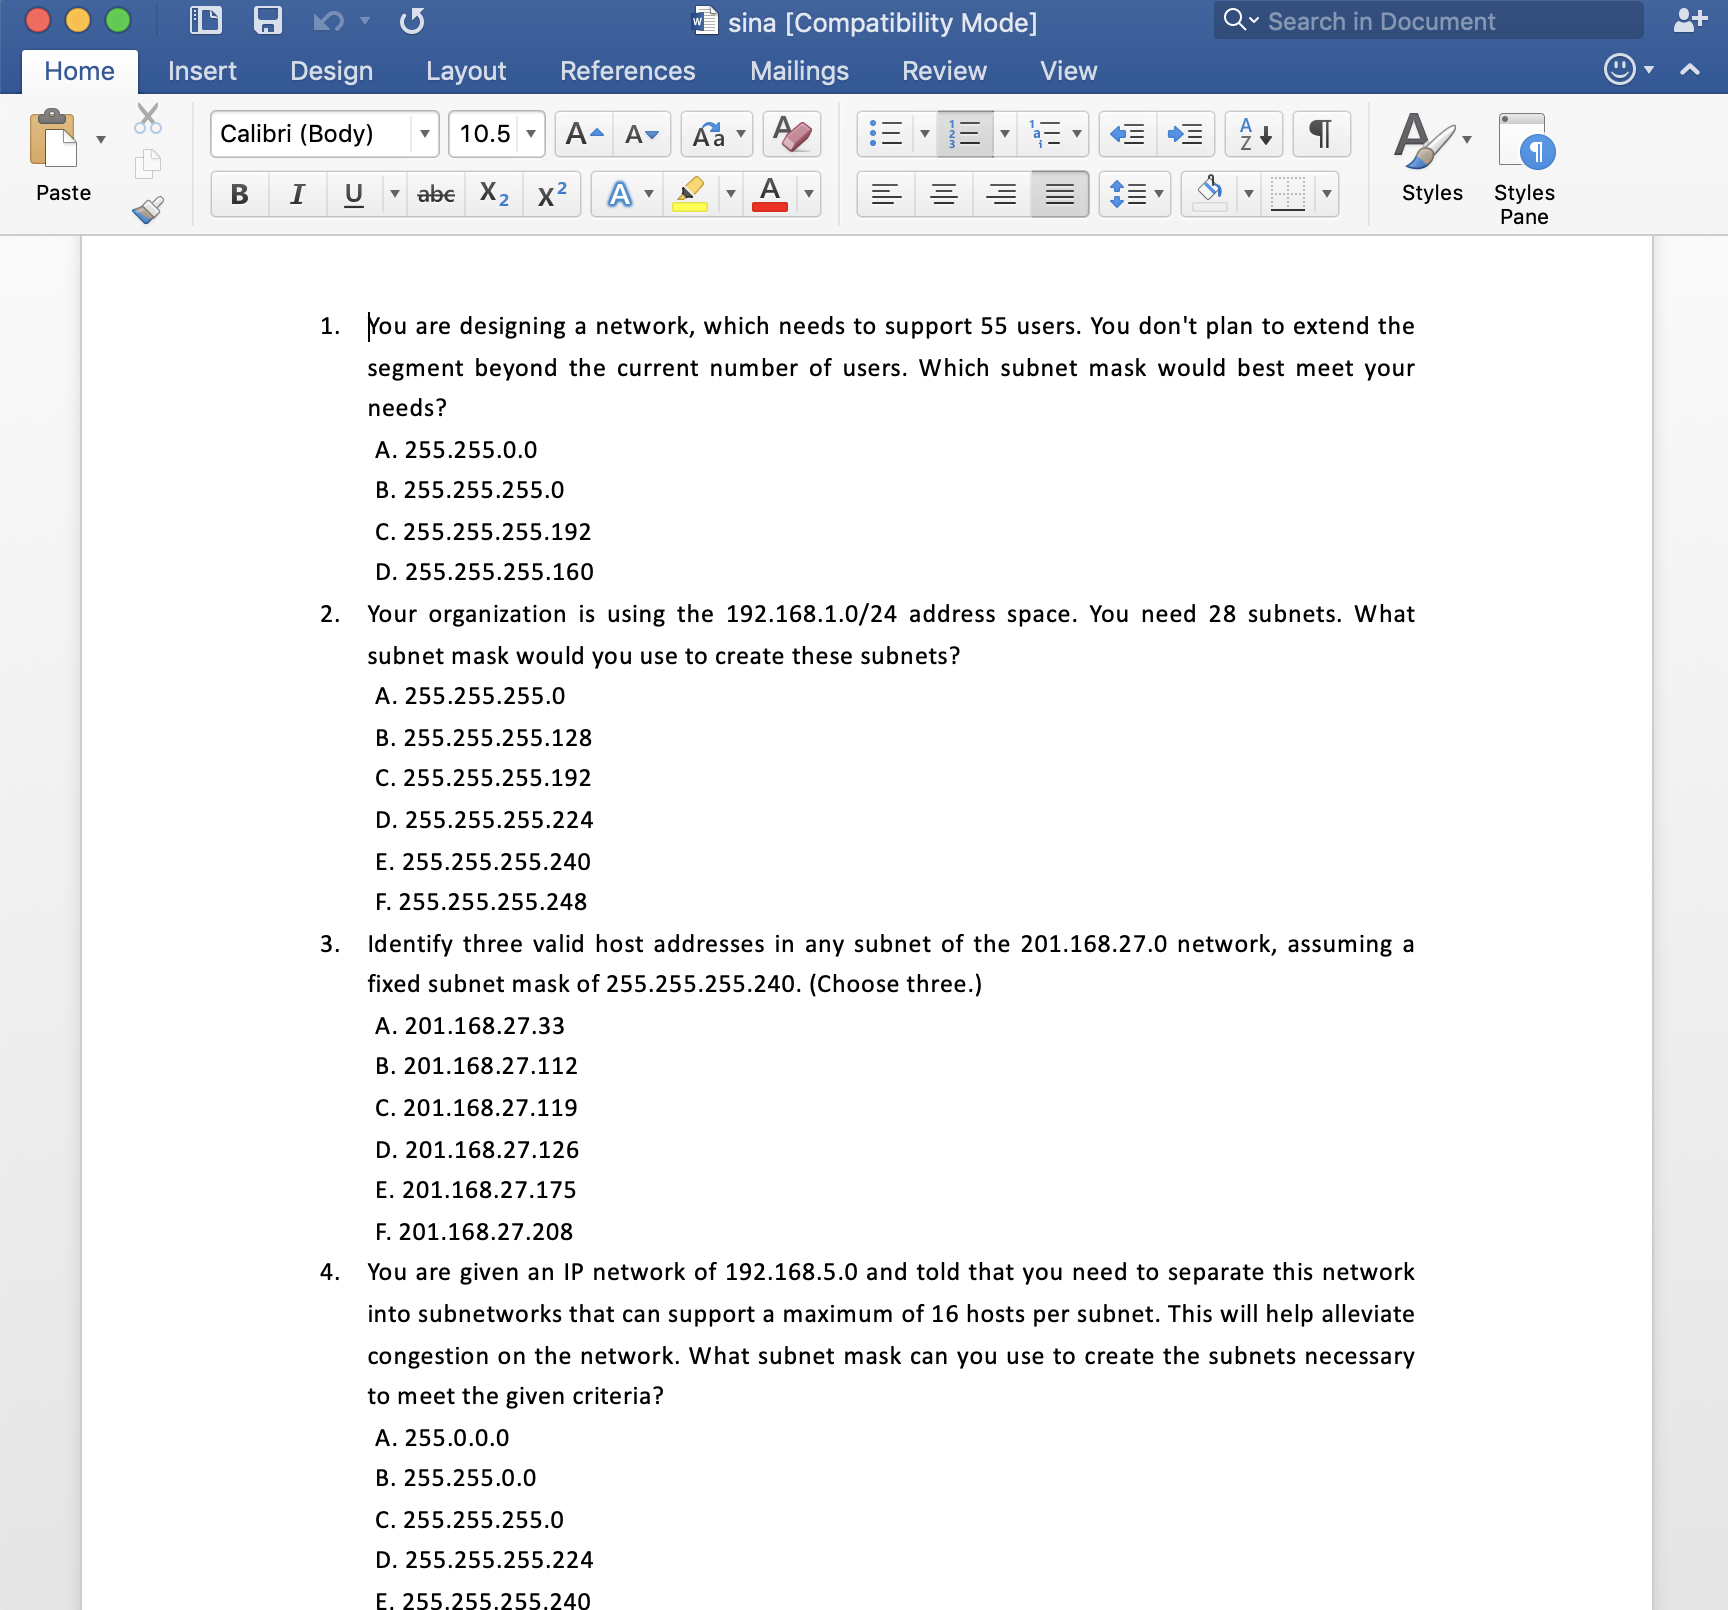 sina [Compatibility Mode]
Search in Document
Home Insert Design Layout References Mailings Review View
Paste
Calibri (Body) 10.5
Styles
Styles Pane
1. You are designing a network, which needs to support 55 users. You don't plan to extend the
segment beyond the current number of users. Which subnet mask would best meet your
needs?
A. 255.255.0.0
B. 255.255.255.0
C. 255.255.255.192
D. 255.255.255.160
2. Your organization is using the 192.168.1.0/24 address space. You need 28 subnets. What
subnet mask would you use to create these subnets?
A. 255.255.255.0
B. 255.255.255.128
C. 255.255.255.192
D. 255.255.255.224
E. 255.255.255.240
F. 255.255.255.248
3. Identify three valid host addresses in any subnet of the 201.168.27.0 network, assuming a
fixed subnet mask of 255.255.255.240. (Choose three.)
A. 201.168.27.33
B. 201.168.27.112
C. 201.168.27.119
D. 201.168.27.126
E. 201.168.27.175
F. 201.168.27.208
4. You are given an IP network of 192.168.5.0 and told that you need to separate this network
into subnetworks that can support a maximum of 16 hosts per subnet. This will help alleviate
congestion on the network. What subnet mask can you use to create the subnets necessary
to meet the given criteria?
A. 255.0.0.0
B. 255.255.0.0
C. 255.255.255.0
D. 255.255.255.224
E. 255.255.255.240